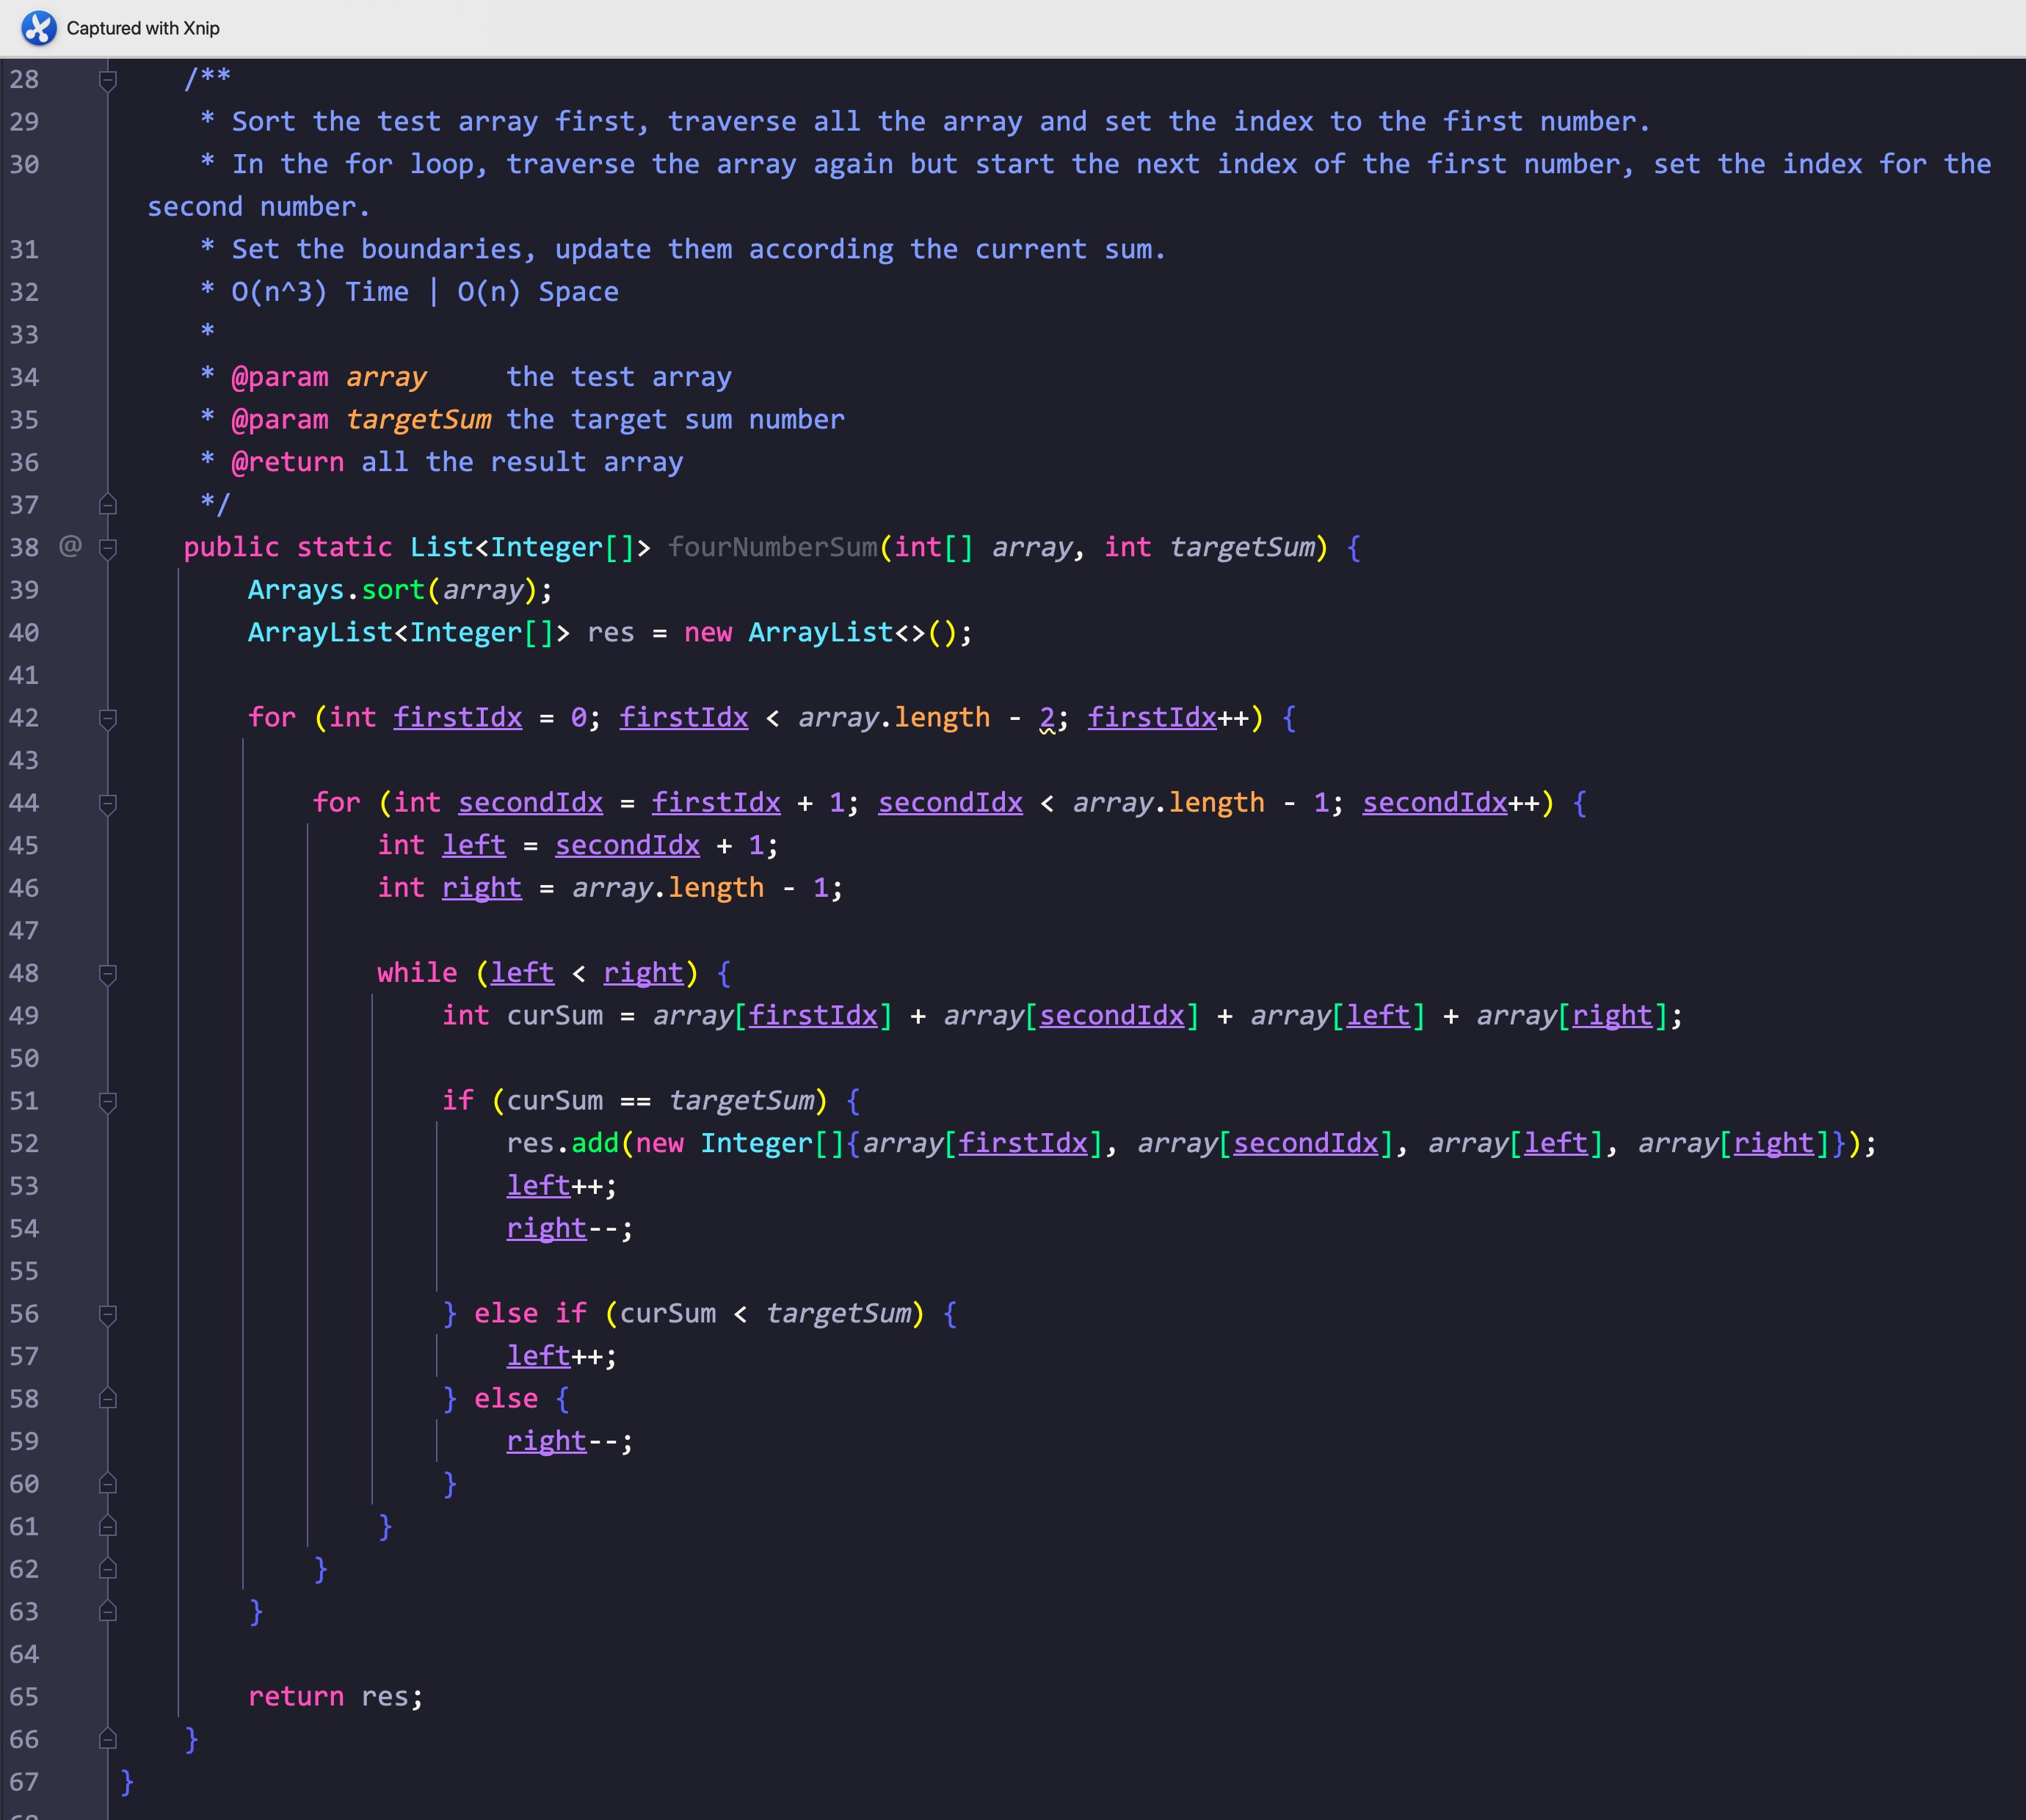 Captured with Xnip
28 /**
29 * Sort the test array first, traverse all the array and set the index to the first number.
30 * In the for loop, traverse the array again but start the next index of the first number, set the index for the
second number.
31 * Set the boundaries, update them according the current sum.
32 * O(n^3) Time | O(n) Space
33 *
34 * @param array     the test array
35 * @param targetSum the target sum number
36 * @return all the result array
37 */
38 @ public static List<Integer[]> fourNumberSum(int[] array, int targetSum) {
39 Arrays.sort(array);
40 ArrayList<Integer[]> res = new ArrayList<>();
41
42 for (int firstIdx = 0; firstIdx < array.length - 2; firstIdx++) {
43
44 for (int secondIdx = firstIdx + 1; secondIdx < array.length - 1; secondIdx++) {
45 int left = secondIdx + 1;
46 int right = array.length - 1;
47
48 while (left < right) {
49 int curSum = array[firstIdx] + array[secondIdx] + array[left] + array[right];
50
51 if (curSum == targetSum) {
52 res.add(new Integer[]{array[firstIdx], array[secondIdx], array[left], array[right]});
53 left++;
54 right--;
55
56 } else if (curSum < targetSum) {
57 left++;
58 } else {
59 right--;
60 }
61 }
62 }
63 }
64
65 return res;
66 }
67 }